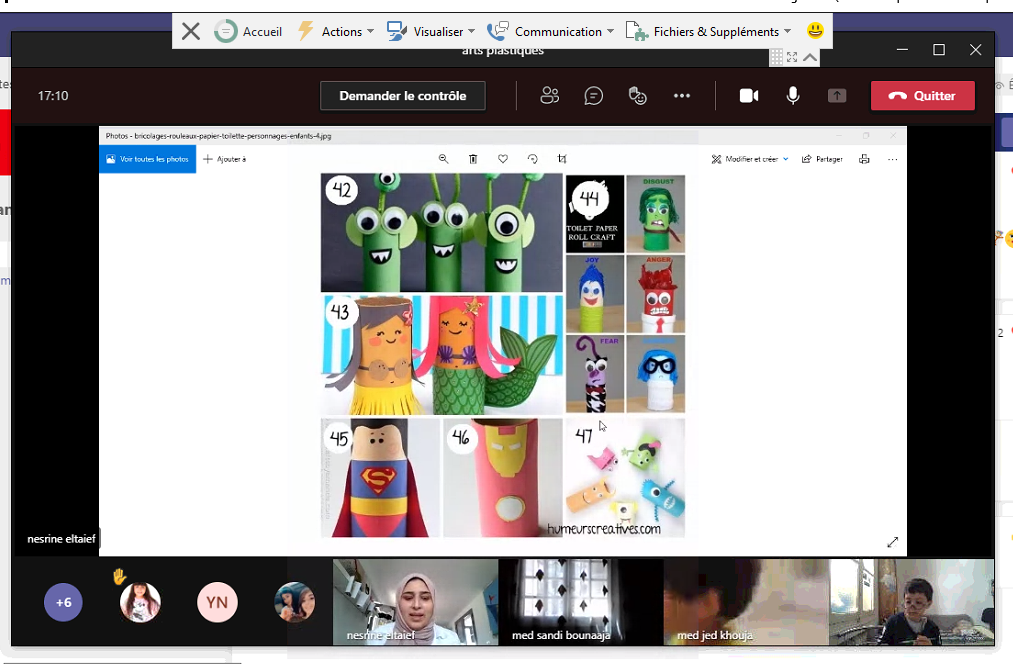 Accueil
Actions
Visualiser
Communication
Fichiers & Suppléments
arts plastiques
17:10
Demander le contrôle
Quitter
Photos - bricolages-rouleaux-papier-toilette-personnages-enfants-4.jpg
Voir toutes les photos
Ajouter à
Modifier et créer
Partager
42
44
TOILET PAPER
ROLL CRAFT
DISGUST
JOY
ANGER
43
FEAR
45
46
47
humeurscreatives.com
nesrine eltaief
+6
YN
nesrine eltaief
med sandi bounaaja
med jed khouja
2